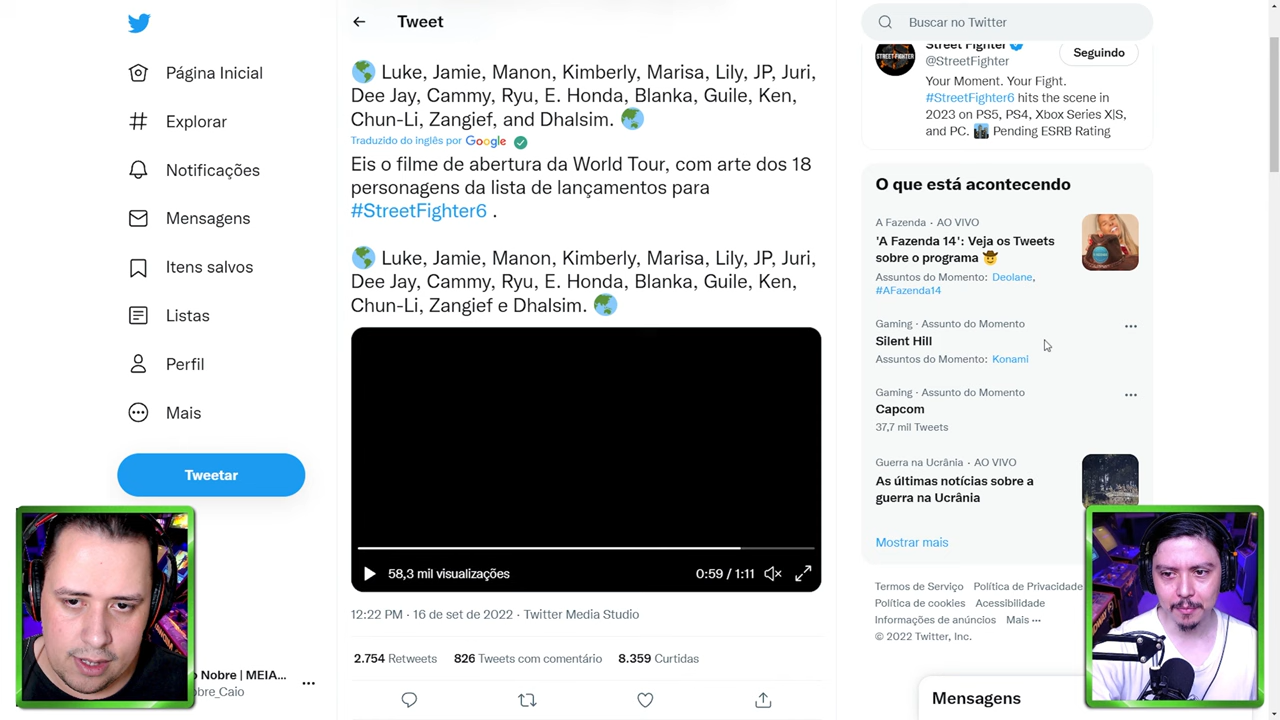 Página Inicial
Explorar
Notificações
Mensagens
Itens salvos
Listas
Perfil
Mais
Tweetar
Nobre | MEIA...
obre_Caio
Tweet
Luke, Jamie, Manon, Kimberly, Marisa, Lily, JP, Juri,
Dee Jay, Cammy, Ryu, E. Honda, Blanka, Guile, Ken,
Chun-Li, Zangief, and Dhalsim.
Traduzido do inglês por Google
Eis o filme de abertura da World Tour, com arte dos 18
personagens da lista de lançamentos para
#StreetFighter6 .
Luke, Jamie, Manon, Kimberly, Marisa, Lily, JP, Juri,
Dee Jay, Cammy, Ryu, E. Honda, Blanka, Guile, Ken,
Chun-Li, Zangief e Dhalsim.
58,3 mil visualizações
0:59 / 1:11
12:22 PM · 16 de set de 2022 · Twitter Media Studio
2.754 Retweets 826 Tweets com comentário 8.359 Curtidas
Buscar no Twitter
Street Fighter
@StreetFighter
Seguindo
Your Moment. Your Fight.
#StreetFighter6 hits the scene in
2023 on PS5, PS4, Xbox Series X|S,
and PC. Pending ESRB Rating
O que está acontecendo
A Fazenda · AO VIVO
'A Fazenda 14': Veja os Tweets
sobre o programa
Assuntos do Momento: Deolane,
#AFazenda14
Gaming · Assunto do Momento
Silent Hill
Assuntos do Momento: Konami
Gaming · Assunto do Momento
Capcom
37,7 mil Tweets
Guerra na Ucrânia · AO VIVO
As últimas notícias sobre a
guerra na Ucrânia
Mostrar mais
Termos de Serviço Política de Privacidade
Política de cookies Acessibilidade
Informações de anúncios Mais ···
© 2022 Twitter, Inc.
Mensagens